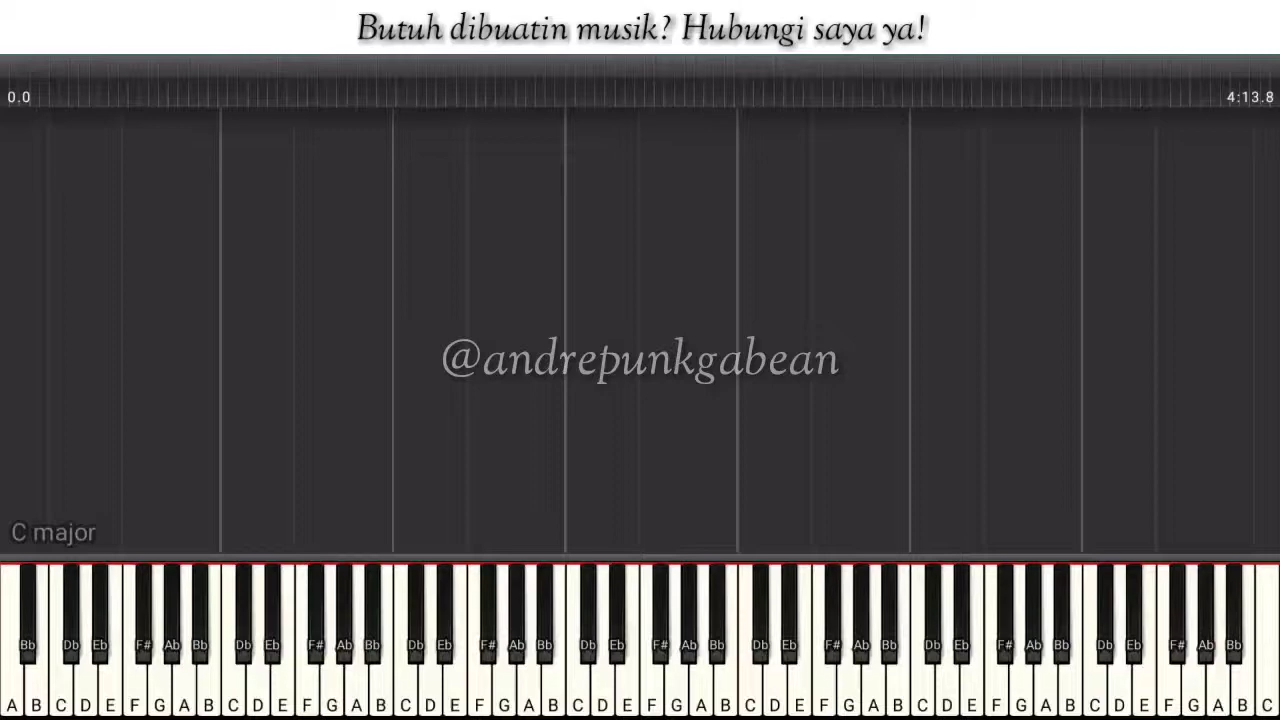 Butuh dibuatin musik? Hubungi saya ya!
0.0 4:13.8
@andrepunkgabean
C major
Bb Db Eb F# Ab Bb Db Eb F# Ab Bb Db Eb F# Ab Bb Db Eb F# Ab Bb Db Eb F# Ab Bb Db Eb F# Ab Bb Db Eb F# Ab Bb
A B C D E F G A B C D E F G A B C D E F G A B C D E F G A B C D E F G A B C D E F G A B C D E F G A B C